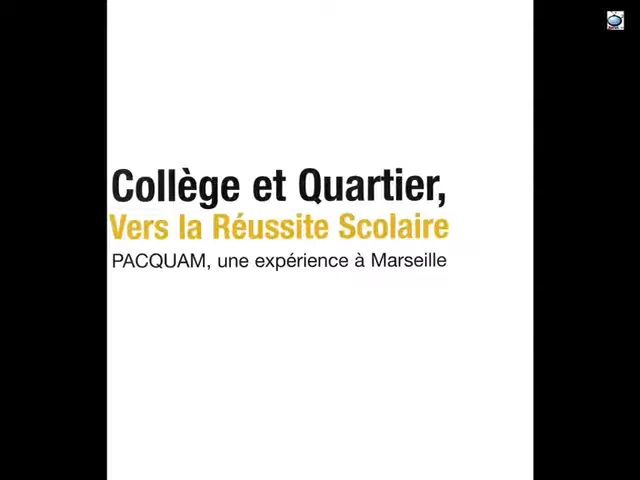 Collège et Quartier,
Vers la Réussite Scolaire
PACQUAM, une expérience à Marseille